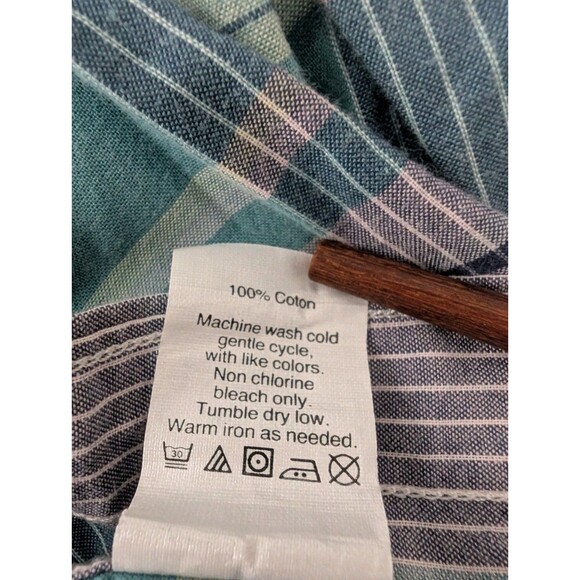 100% Coton
Machine wash cold
gentle cycle,
with like colors.
Non chlorine
bleach only.
Tumble dry low.
Warm iron as needed.
30